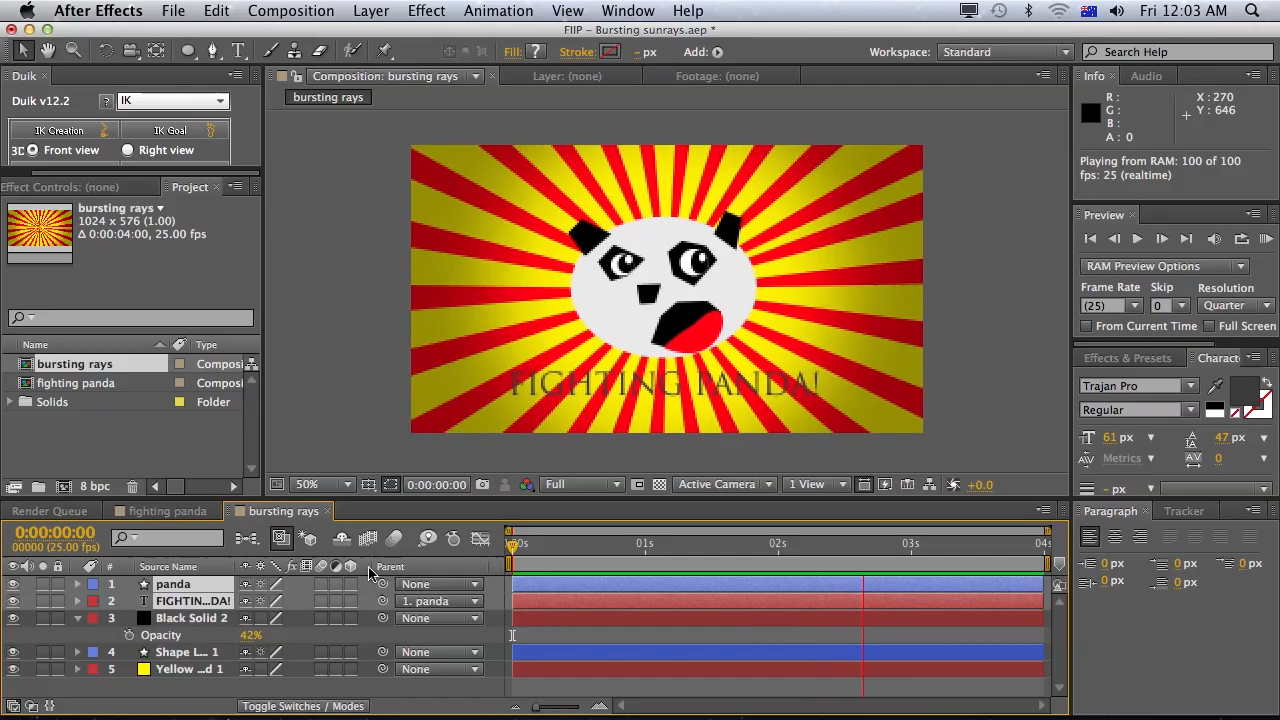 After Effects File Edit Composition Layer Effect Animation View Window Help Fri 12:03 AM
FIIP - Bursting sunrays.aep *
Fill: ? Stroke: - px Add: Workspace: Standard Search Help
Duik Composition: bursting rays Layer: (none) Footage: (none) Info Audio
Duik v12.2 ? IK bursting rays R: X: 270
G: Y: 646
B:
A: 0
IK Creation IK Goal
3D Front view Right view
Playing from RAM: 100 of 100
fps: 25 (realtime)
Effect Controls: (none) Project
bursting rays
1024 x 576 (1.00)
Δ 0:00:04:00, 25.00 fps
Preview
RAM Preview Options
Frame Rate Skip Resolution
(25) 0 Quarter
From Current Time Full Screen
Name Type
bursting rays Composi
fighting panda Composi
Solids Folder
FIGHTING PANDA!
Effects & Presets Charact
Trajan Pro
Regular
61 px 47 px
Metrics 0
- px
8 bpc 50% 0:00:00:00 Full Active Camera 1 View +0.0
Render Queue fighting panda bursting rays Paragraph Tracker
0:00:00:00
00000 (25.00 fps)
:00s 01s 02s 03s 04s
# Source Name Parent
1 panda None
2 FIGHTIN...DA! 1. panda
3 Black Solid 2 None
Opacity 42%
4 Shape L... 1 None
5 Yellow ...d 1 None
0 px 0 px 0 px
0 px 0 px
Toggle Switches / Modes